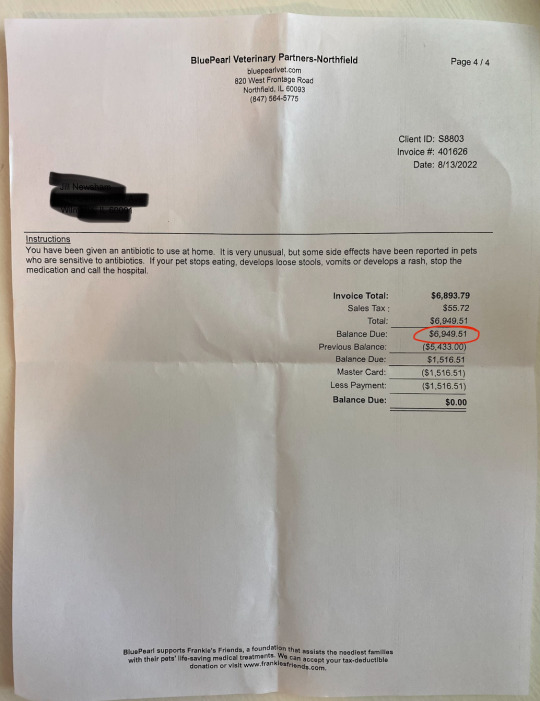 BluePearl Veterinary Partners-Northfield
Page 4 / 4
bluepearlvet.com
820 West Frontage Road
Northfield, IL 60093
(847) 564-5775
Client ID: S8803
Invoice #: 401626
Date: 8/13/2022
Instructions
You have been given an antibiotic to use at home. It is very unusual, but some side effects have been reported in pets
who are sensitive to antibiotics. If your pet stops eating, develops loose stools, vomits or develops a rash, stop the
medication and call the hospital.
Invoice Total: $6,893.79
Sales Tax : $55.72
Total: $6,949.51
Balance Due: $6,949.51
Previous Balance: ($5,433.00)
Balance Due: $1,516.51
Master Card: ($1,516.51)
Less Payment: ($1,516.51)
Balance Due: $0.00
BluePearl supports Frankie's Friends, a foundation that assists the neediest families
with their pets' life-saving medical treatments. We can accept your tax-deductible
donation or visit www.frankiesfriends.com.